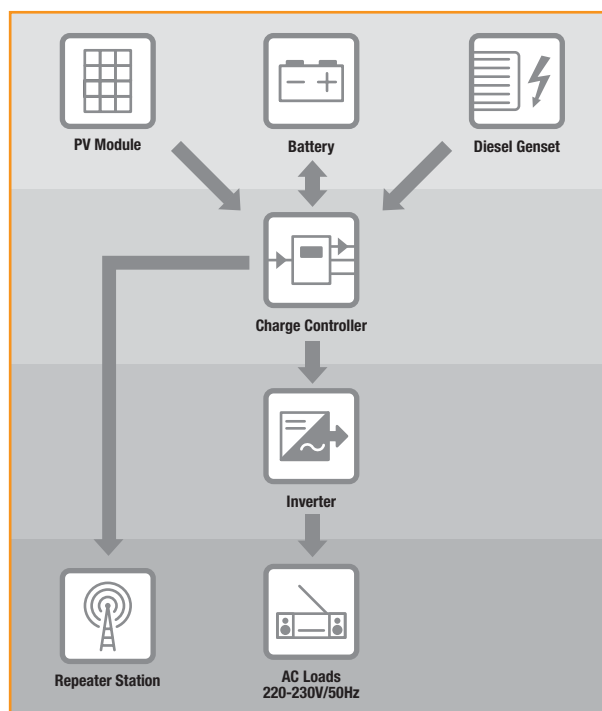 PV Module
Battery
Diesel Genset
Charge Controller
Inverter
Repeater Station
AC Loads
220-230V/50Hz